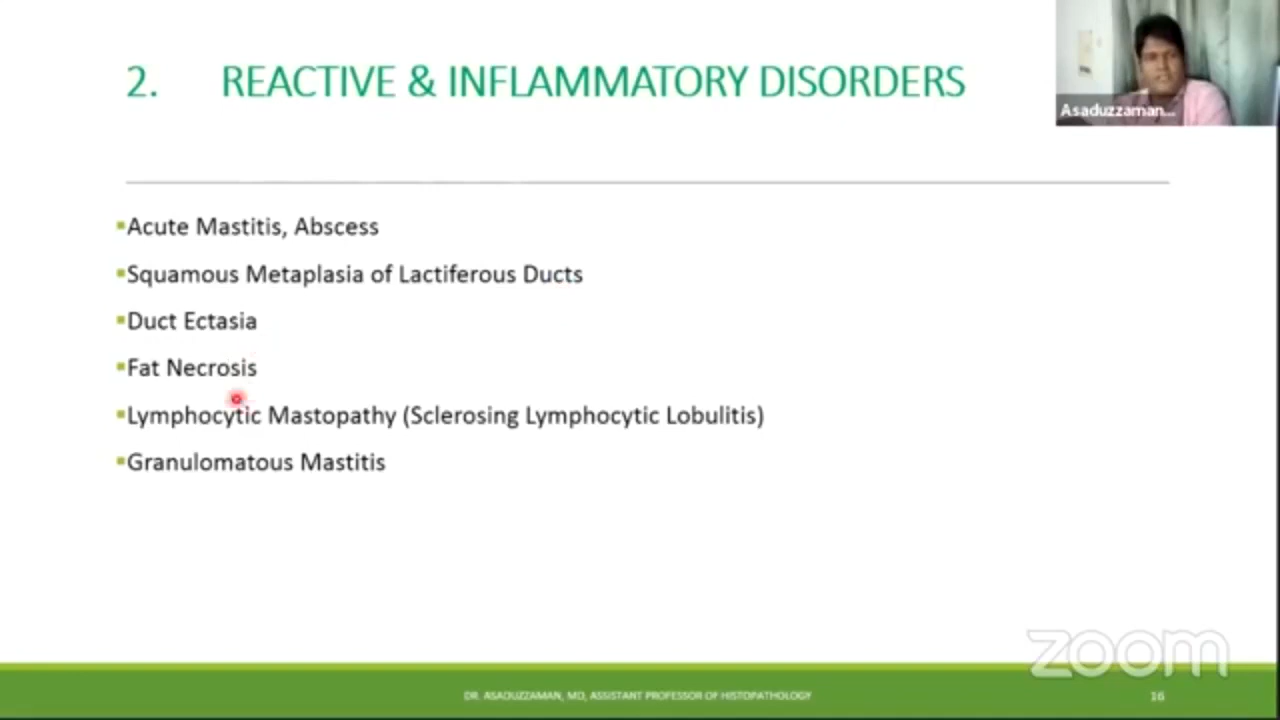 2. REACTIVE & INFLAMMATORY DISORDERS
Asaduzzaman...
Acute Mastitis, Abscess
Squamous Metaplasia of Lactiferous Ducts
Duct Ectasia
Fat Necrosis
Lymphocytic Mastopathy (Sclerosing Lymphocytic Lobulitis)
Granulomatous Mastitis
zoom
DR. ASADUZZAMAN, MD, ASSISTANT PROFESSOR OF HISTOPATHOLOGY
16